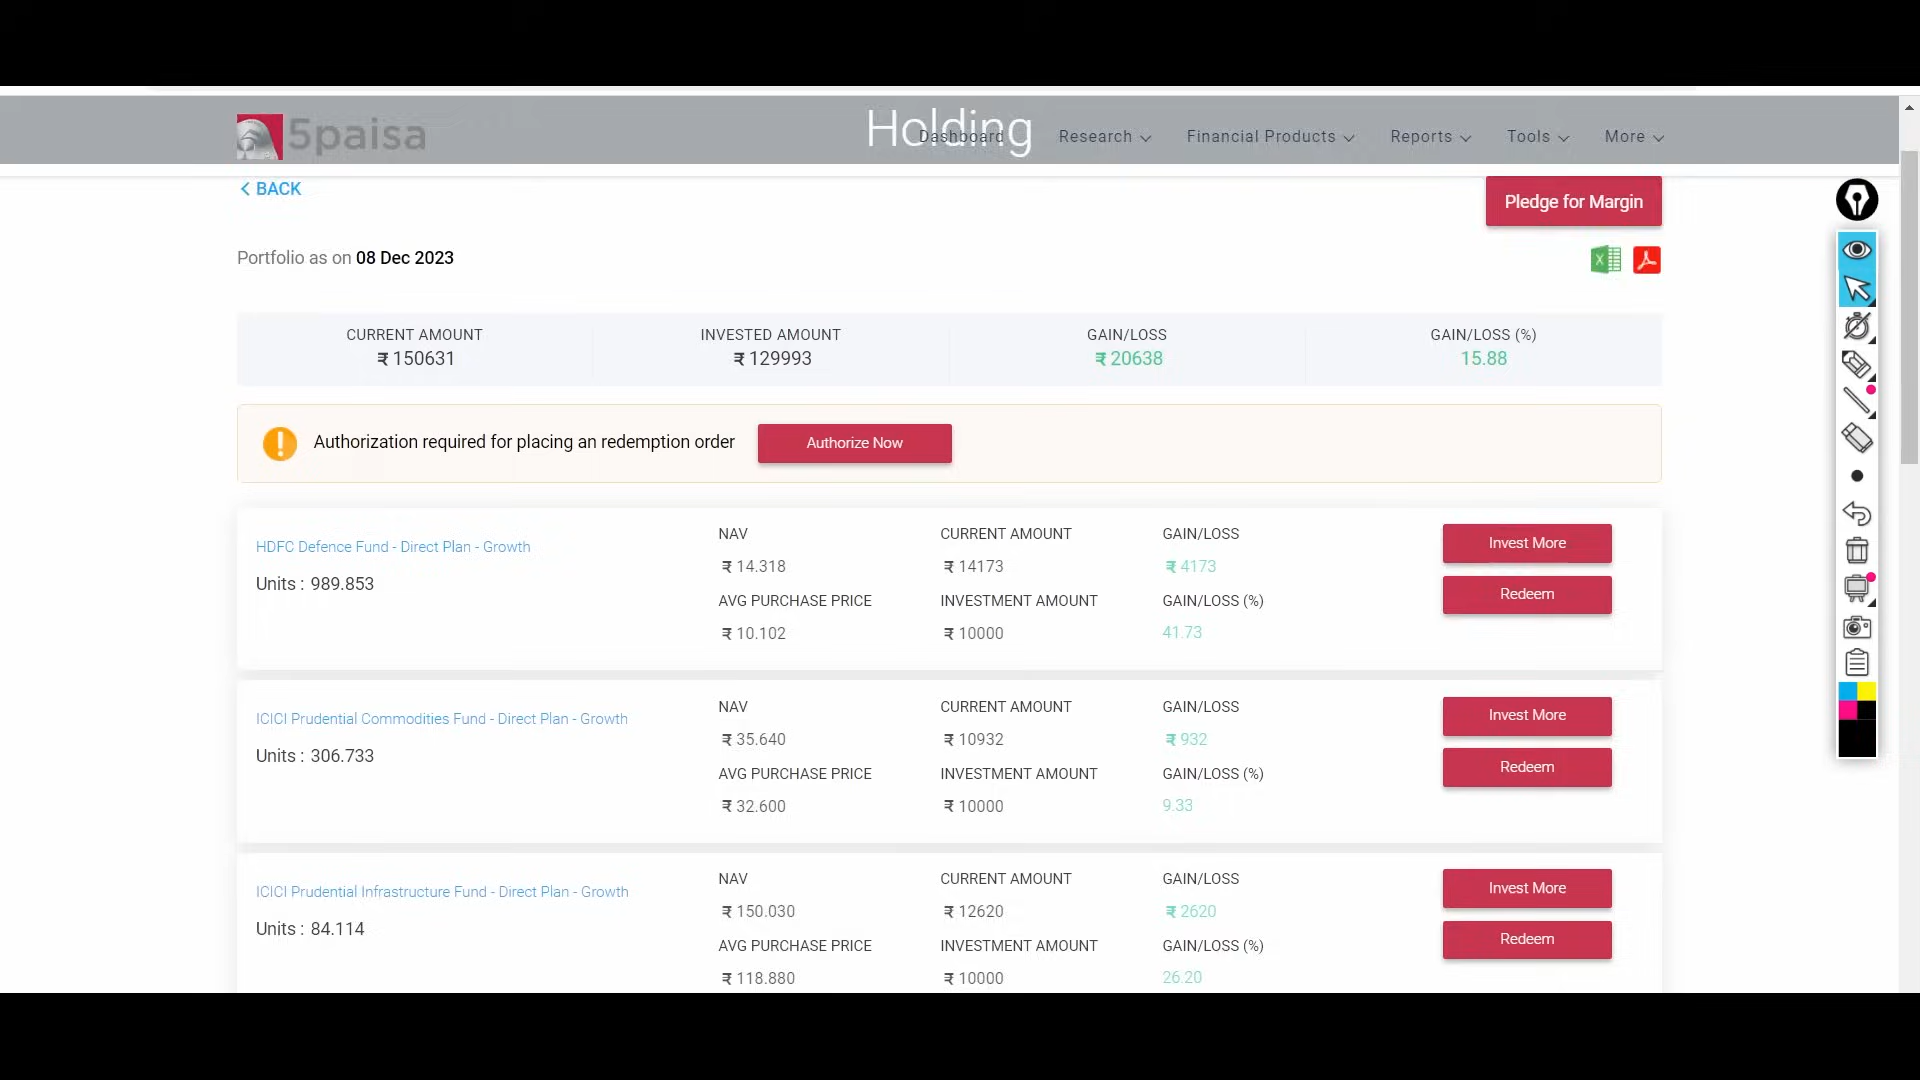 5paisa
Holding
Dashboard Research Financial Products Reports Tools More
BACK
Pledge for Margin
Portfolio as on 08 Dec 2023
CURRENT AMOUNT INVESTED AMOUNT GAIN/LOSS GAIN/LOSS (%)
₹ 150631 ₹ 129993 ₹ 20638 15.88
Authorization required for placing an redemption order Authorize Now
HDFC Defence Fund - Direct Plan - Growth
Units : 989.853
NAV CURRENT AMOUNT GAIN/LOSS
₹ 14.318 ₹ 14173 ₹ 4173
AVG PURCHASE PRICE INVESTMENT AMOUNT GAIN/LOSS (%)
₹ 10.102 ₹ 10000 41.73
Invest More
Redeem
ICICI Prudential Commodities Fund - Direct Plan - Growth
Units : 306.733
NAV CURRENT AMOUNT GAIN/LOSS
₹ 35.640 ₹ 10932 ₹ 932
AVG PURCHASE PRICE INVESTMENT AMOUNT GAIN/LOSS (%)
₹ 32.600 ₹ 10000 9.33
Invest More
Redeem
ICICI Prudential Infrastructure Fund - Direct Plan - Growth
Units : 84.114
NAV CURRENT AMOUNT GAIN/LOSS
₹ 150.030 ₹ 12620 ₹ 2620
AVG PURCHASE PRICE INVESTMENT AMOUNT GAIN/LOSS (%)
₹ 118.880 ₹ 10000 26.20
Invest More
Redeem